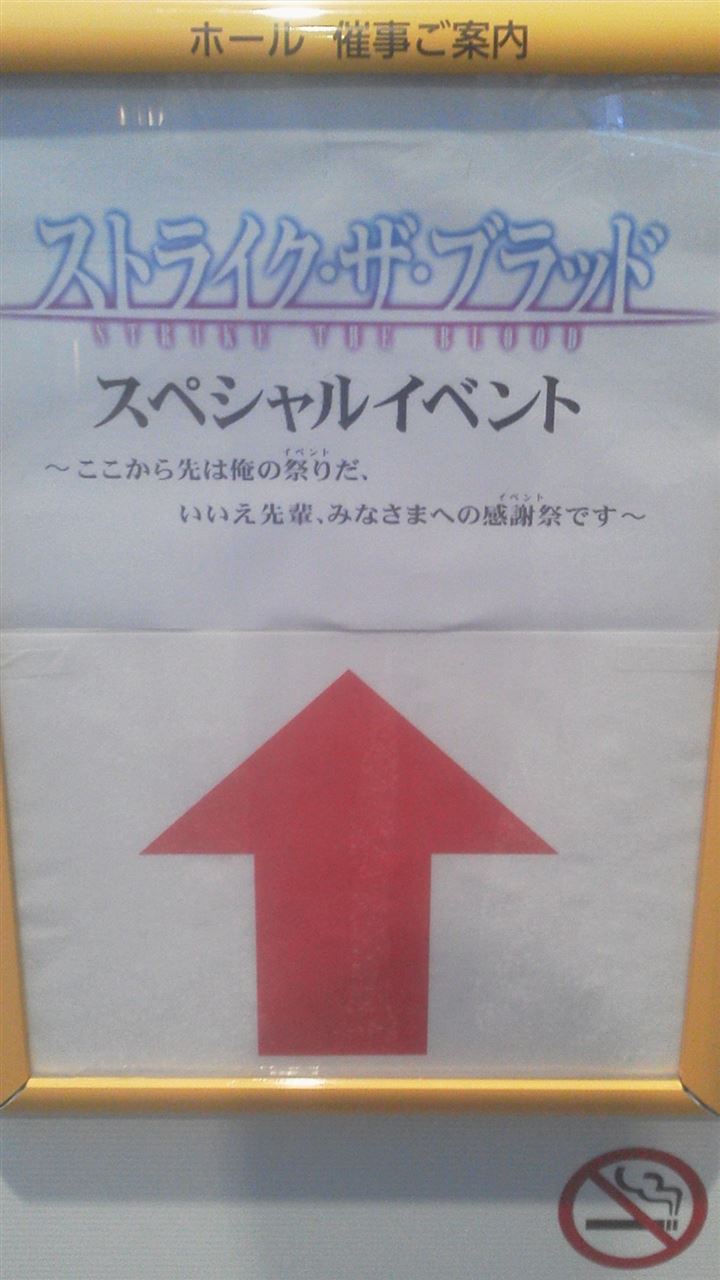 ホール 催事ご案内
ストライク・ザ・ブラッド
STRIKE THE BLOOD
スペシャルイベント
イベント
～ここから先は俺の祭りだ、
イベント
いいえ先輩、みなさまへの感謝祭です～